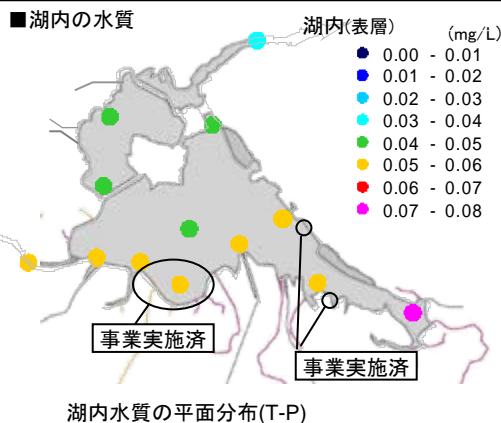 ■湖内の水質
湖内(表層)
(mg/L)
0.00 - 0.01
0.01 - 0.02
0.02 - 0.03
0.03 - 0.04
0.04 - 0.05
0.05 - 0.06
0.06 - 0.07
0.07 - 0.08
事業実施済
事業実施済
湖内水質の平面分布(T-P)